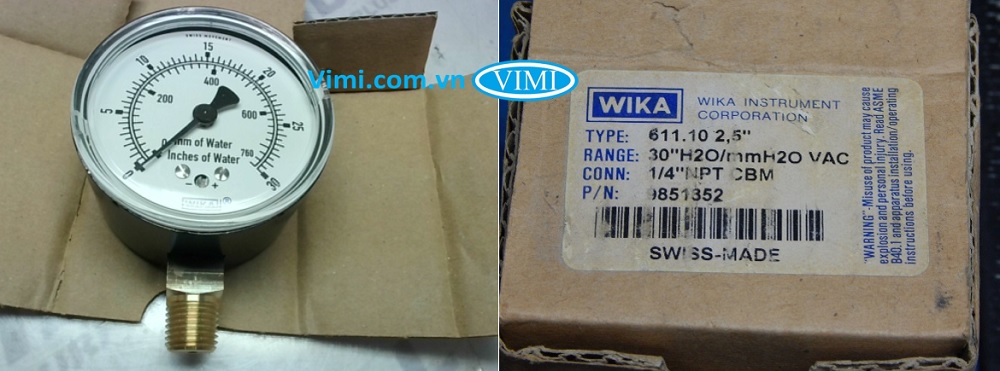 SWISS MOVEMENT
0
5
10
15
20
25
30
200
400
600
760
mm of Water
Inches of Water
- +
WIKA ®
Vimi.com.vn VIMI
WIKA WIKA INSTRUMENT
CORPORATION
TYPE: 611.10 2,5"
RANGE: 30"H2O/mmH2O VAC
CONN: 1/4"NPT CBM
P/N: 9851352
SWISS-MADE
"WARNING"-Misuse of product may cause
explosion and personal injury. Read ASME
B40.1 and apparatus installation/operating
instructions before using.